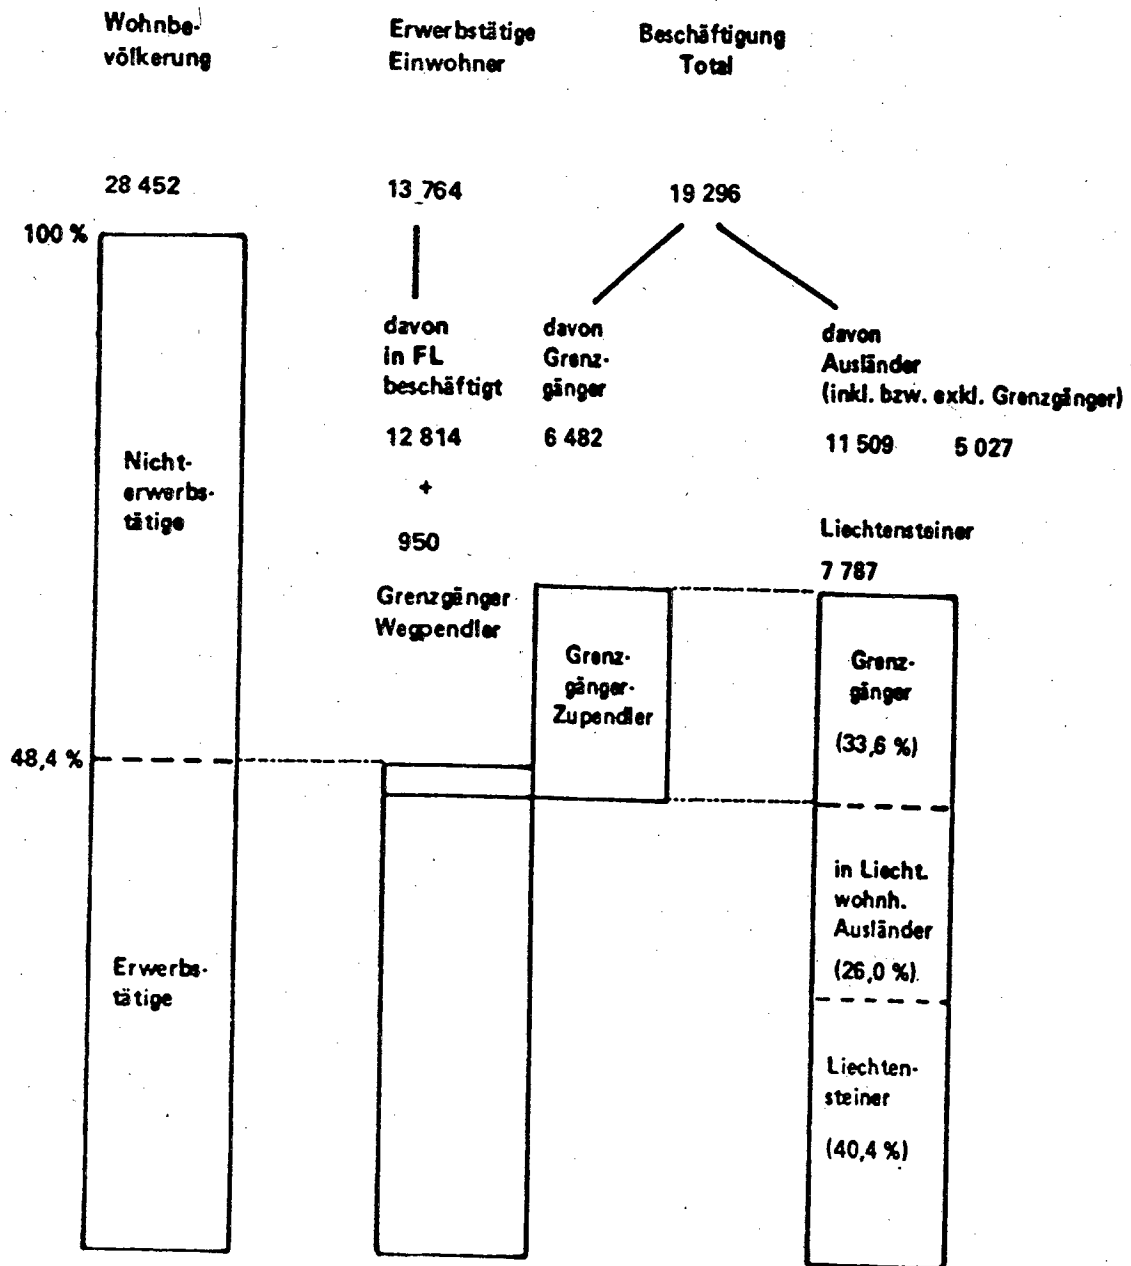 Wohnbe-
völkerung
Erwerbstätige
Einwohner
Beschäftigung
Total
28 452
13 764
19 296
100 %
davon
in FL
beschäftigt
12 814
+
950
Grenzgänger
Wegpendler
davon
Grenz-
gänger
6 482
davon
Ausländer
(inkl. bzw. exkl. Grenzgänger)
11 509 5 027
Liechtensteiner
7 787
Nicht-
erwerbs-
tätige
48,4 %
Erwerbs-
tätige
Grenz-
gänger-
Zupendler
Grenz-
gänger
(33,6 %)
in Liecht.
wohnh.
Ausländer
(26,0 %)
Liechten-
steiner
(40,4 %)